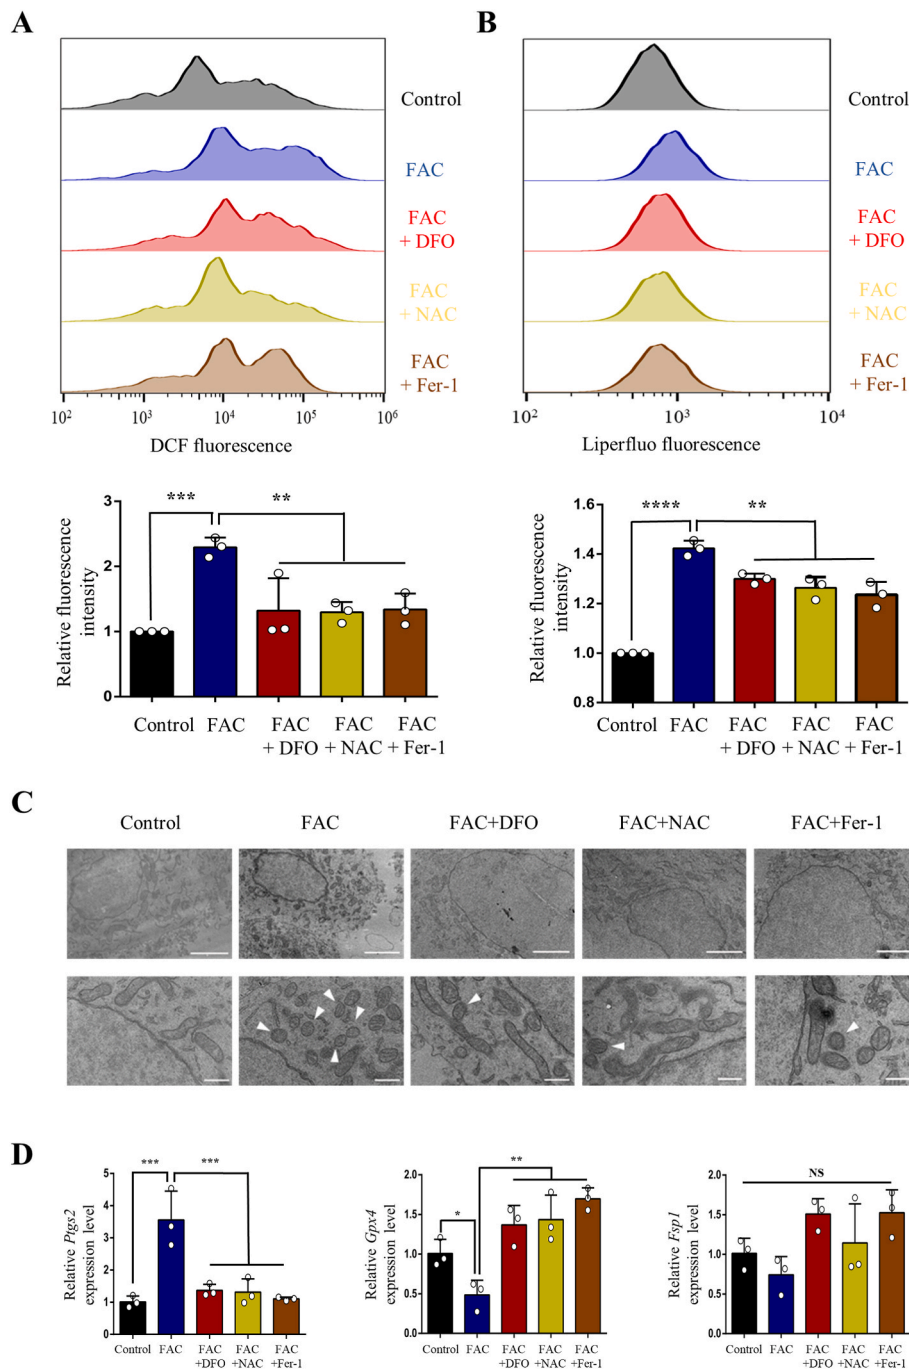 A
B
Control
FAC
FAC
+ DFO
FAC
+ NAC
FAC
+ Fer-1
10² 10³ 10⁴ 10⁵ 10⁶
DCF fluorescence
Control
FAC
FAC
+ DFO
FAC
+ NAC
FAC
+ Fer-1
10² 10³ 10⁴
Liperfluo fluorescence
Relative fluorescence
intensity
3
2
1
0
*** **
Control FAC FAC FAC FAC
+ DFO + NAC + Fer-1
Relative fluorescence
intensity
1.6
1.4
1.2
1.0
0.8
**** **
Control FAC FAC FAC FAC
+ DFO + NAC + Fer-1
C
Control FAC FAC+DFO FAC+NAC FAC+Fer-1
D
Relative Ptgs2
expression level
5
4
3
2
1
0
*** ***
Control FAC FAC FAC FAC
+DFO +NAC +Fer-1
Relative Gpx4
expression level
2.0
1.5
1.0
0.5
0.0
* **
Control FAC FAC FAC FAC
+DFO +NAC +Fer-1
Relative Fsp1
expression level
2.0
1.5
1.0
0.5
0.0
NS
Control FAC FAC FAC FAC
+DFO +NAC +Fer-1